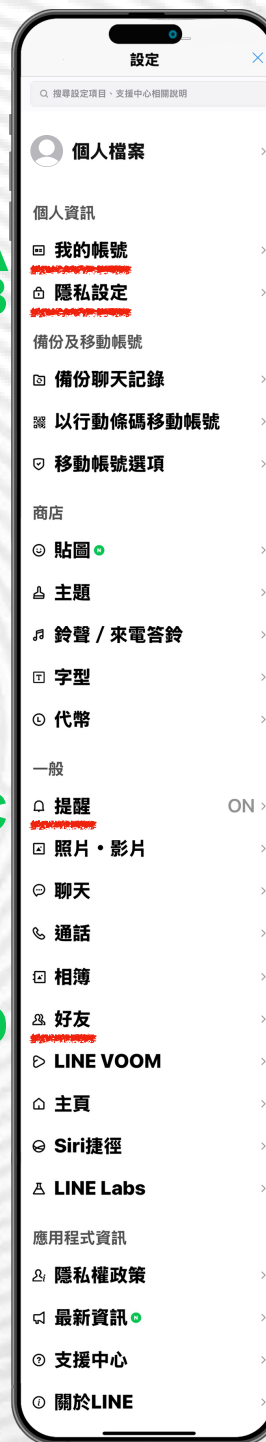 設定
搜尋設定項目、支援中心相關說明
個人檔案
個人資訊
A 我的帳號
B 隱私設定
備份及移動帳號
備份聊天記錄
以行動條碼移動帳號
移動帳號選項
商店
貼圖 N
主題
鈴聲 / 來電答鈴
字型
代幣
一般
C 提醒 ON
照片・影片
聊天
通話
相簿
D 好友
LINE VOOM
主頁
Siri捷徑
LINE Labs
應用程式資訊
隱私權政策
最新資訊 N
支援中心
關於LINE